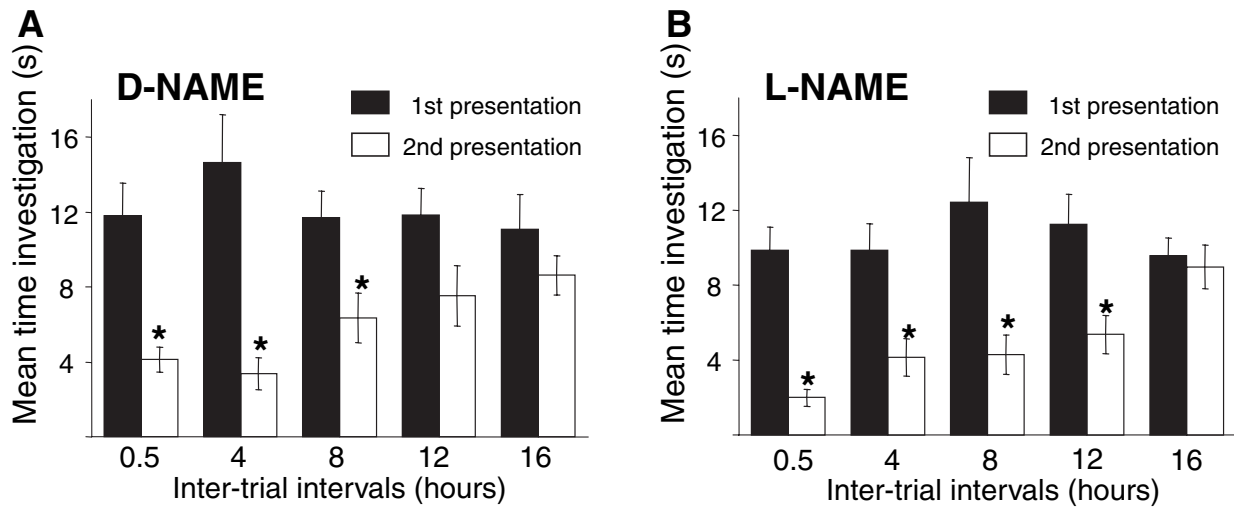 A
D-NAME
1st presentation
2nd presentation
Mean time investigation (s)
16
12
8
4
*
*
*
0.5 4 8 12 16
Inter-trial intervals (hours)
B
L-NAME
1st presentation
2nd presentation
Mean time investigation (s)
16
12
8
4
*
*
*
*
0.5 4 8 12 16
Inter-trial intervals (hours)